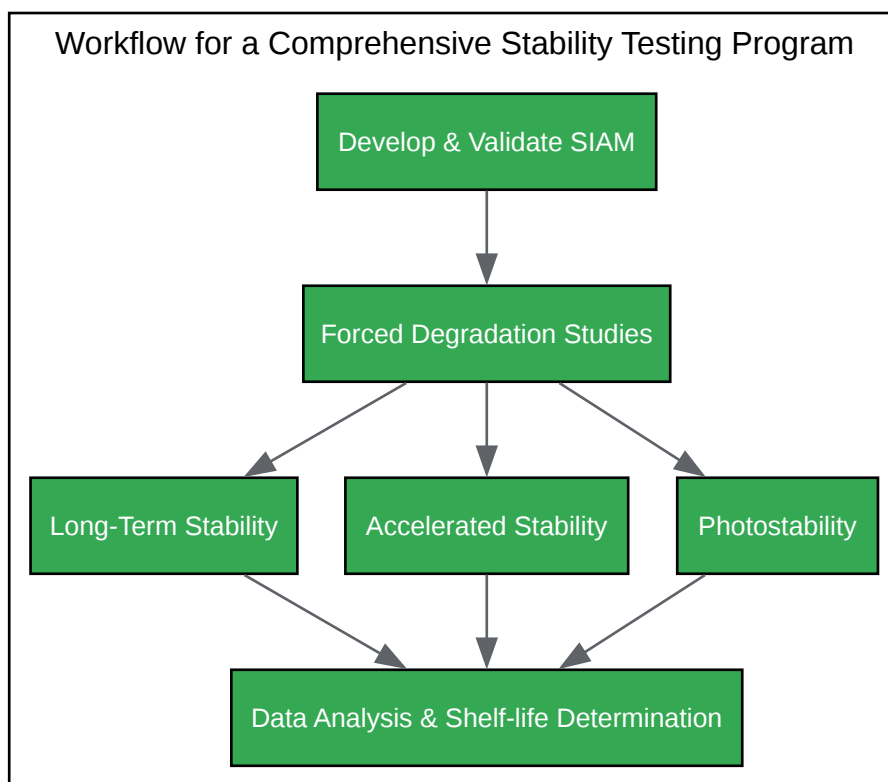 Workflow for a Comprehensive Stability Testing Program
Develop & Validate SIAM
Forced Degradation Studies
Long-Term Stability
Accelerated Stability
Photostability
Data Analysis & Shelf-life Determination